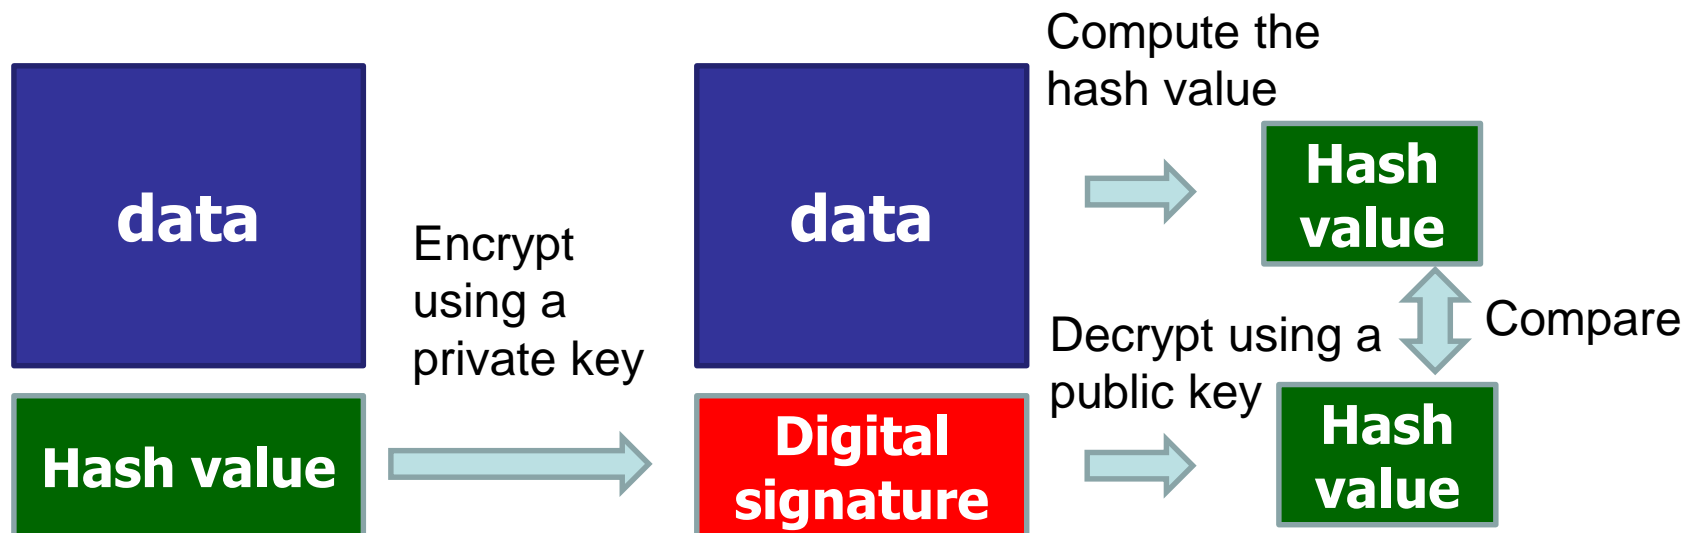 data
Hash value
Encrypt
using a
private key
data
Digital
signature
Compute the
hash value
Hash
value
Compare
Decrypt using a
public key
Hash
value